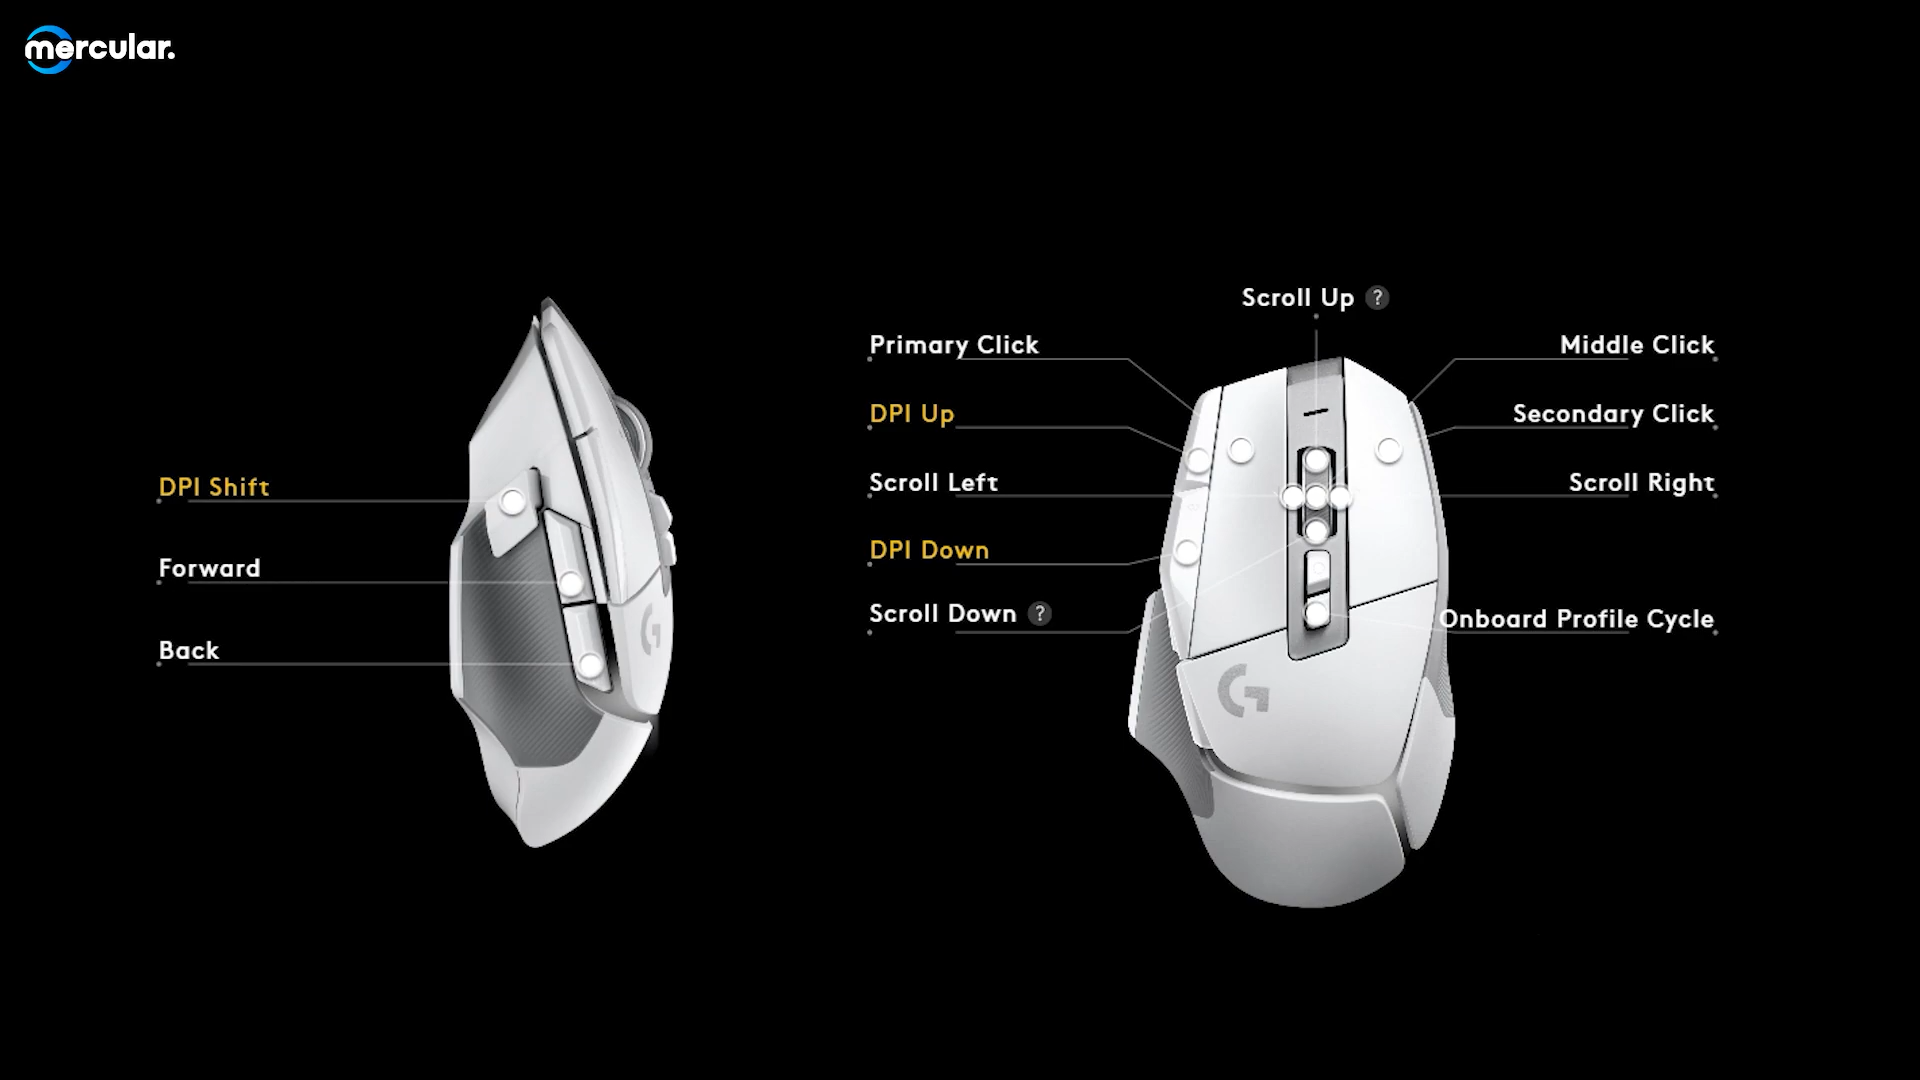 mercular.
DPI Shift
Forward
Back
Scroll Up ?
Primary Click
DPI Up
Scroll Left
DPI Down
Scroll Down ?
Middle Click
Secondary Click
Scroll Right
Onboard Profile Cycle
G
G